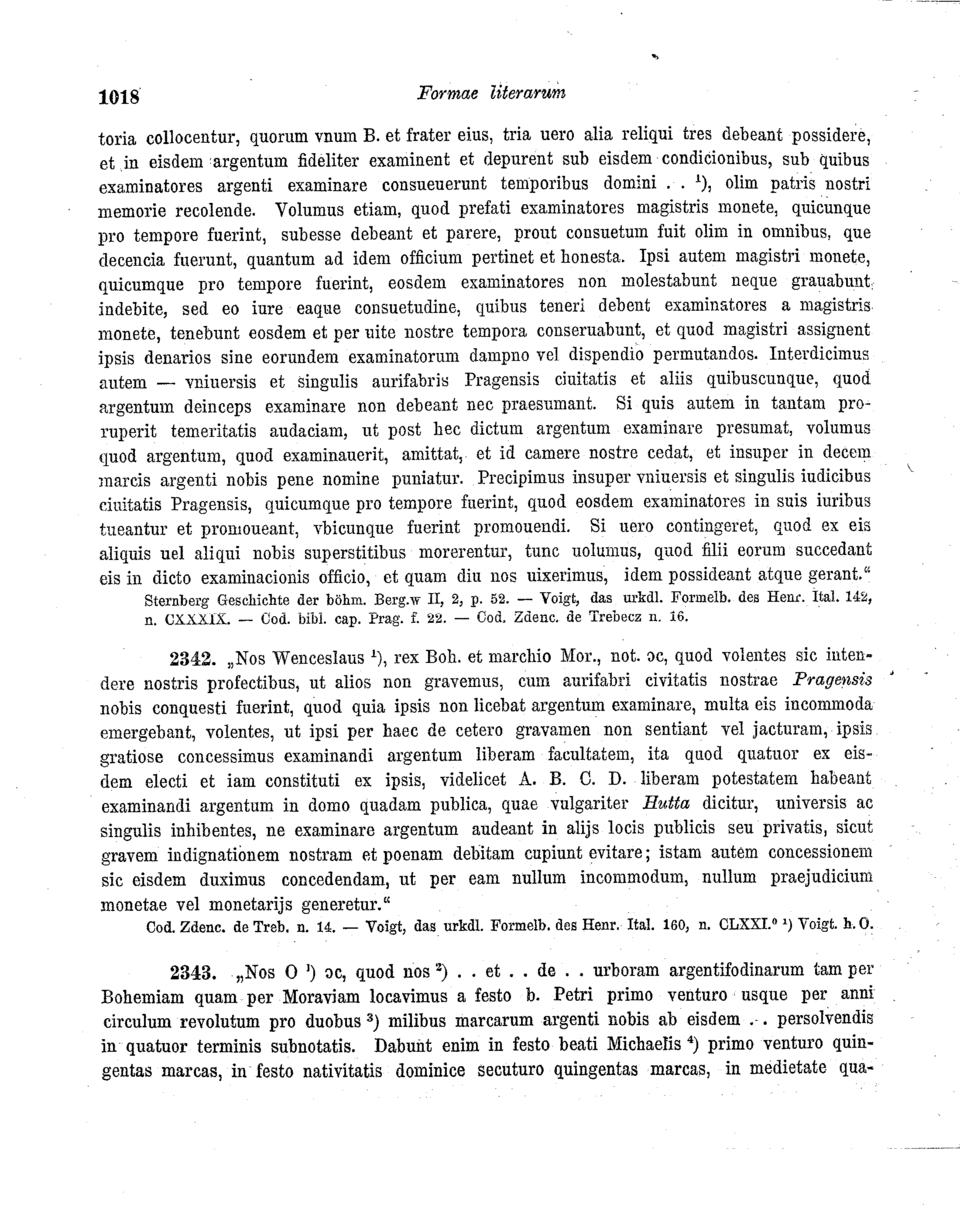 1018 Formae literarum
toria collocentur, quorum vnum B. et frater eius, tria uero alia reliqui tres debeant possidere,
et in eisdem argentum fideliter examinent et depurent sub eisdem condicionibus, sub quibus
examinatores argenti examinare consueuerunt temporibus domini . . ¹), olim patris nostri
memorie recolende. Volumus etiam, quod prefati examinatores magistris monete, quicunque
pro tempore fuerint, subesse debeant et parere, prout consuetum fuit olim in omnibus, que
decencia fuerunt, quantum ad idem officium pertinet et honesta. Ipsi autem magistri monete,
quicumque pro tempore fuerint, eosdem examinatores non molestabunt neque grauabunt
indebite, sed eo iure eaque consuetudine, quibus teneri debent examinatores a magistris
monete, tenebunt eosdem et per uite nostre tempora conseruabunt, et quod magistri assignent
ipsis denarios sine eorundem examinatorum dampno vel dispendio permutandos. Interdicimus
autem — vniuersis et singulis aurifabris Pragensis ciuitatis et aliis quibuscunque, quod
argentum deinceps examinare non debeant nec praesumant. Si quis autem in tantam pro-
ruperit temeritatis audaciam, ut post hec dictum argentum examinare presumat, volumus
quod argentum, quod examinauerit, amittat, et id camere nostre cedat, et insuper in decem
marcis argenti nobis pene nomine puniatur. Precipimus insuper vniuersis et singulis iudicibus
ciuitatis Pragensis, quicumque pro tempore fuerint, quod eosdem examinatores in suis iuribus
tueantur et promoueant, vbicunque fuerint promouendi. Si uero contingeret, quod ex eis
aliquis uel aliqui nobis superstitibus morerentur, tunc uolumus, quod filii eorum succedant
eis in dicto examinacionis officio, et quam diu nos uixerimus, idem possideant atque gerant.“
Sternberg Geschichte der böhm. Berg.w II, 2, p. 52. — Voigt, das urkdl. Formelb. des Henr. Ital. 142,
n. CXXXIX. — Cod. bibl. cap. Prag. f. 22. — Cod. Zdenc. de Trebecz n. 16.
2342. „Nos Wenceslaus ¹), rex Boh. et marchio Mor., not. ɔc, quod volentes sic inten-
dere nostris profectibus, ut alios non gravemus, cum aurifabri civitatis nostrae Pragensis
nobis conquesti fuerint, quod quia ipsis non licebat argentum examinare, multa eis incommoda
emergebant, volentes, ut ipsi per haec de cetero gravamen non sentiant vel jacturam, ipsis
gratiose concessimus examinandi argentum liberam facultatem, ita quod quatuor ex eis-
dem electi et iam constituti ex ipsis, videlicet A. B. C. D. liberam potestatem habeant
examinandi argentum in domo quadam publica, quae vulgariter Hutta dicitur, universis ac
singulis inhibentes, ne examinare argentum audeant in alijs locis publicis seu privatis, sicut
gravem indignationem nostram et poenam debitam cupiunt evitare; istam autem concessionem
sic eisdem duximus concedendam, ut per eam nullum incommodum, nullum praejudicium
monetae vel monetarijs generetur.“
Cod. Zdenc. de Treb. n. 14. — Voigt, das urkdl. Formelb. des Henr. Ital. 160, n. CLXXI.⁰ ¹) Voigt. h. O.
2343. „Nos O ¹) ɔc, quod nos ²) . . et . . de . . urboram argentifodinarum tam per
Bohemiam quam per Moraviam locavimus a festo b. Petri primo venturo usque per anni
circulum revolutum pro duobus ³) milibus marcarum argenti nobis ab eisdem . . persolvendis
in quatuor terminis subnotatis. Dabunt enim in festo beati Michaelis ⁴) primo venturo quin-
gentas marcas, in festo nativitatis dominice secuturo quingentas marcas, in medietate qua-